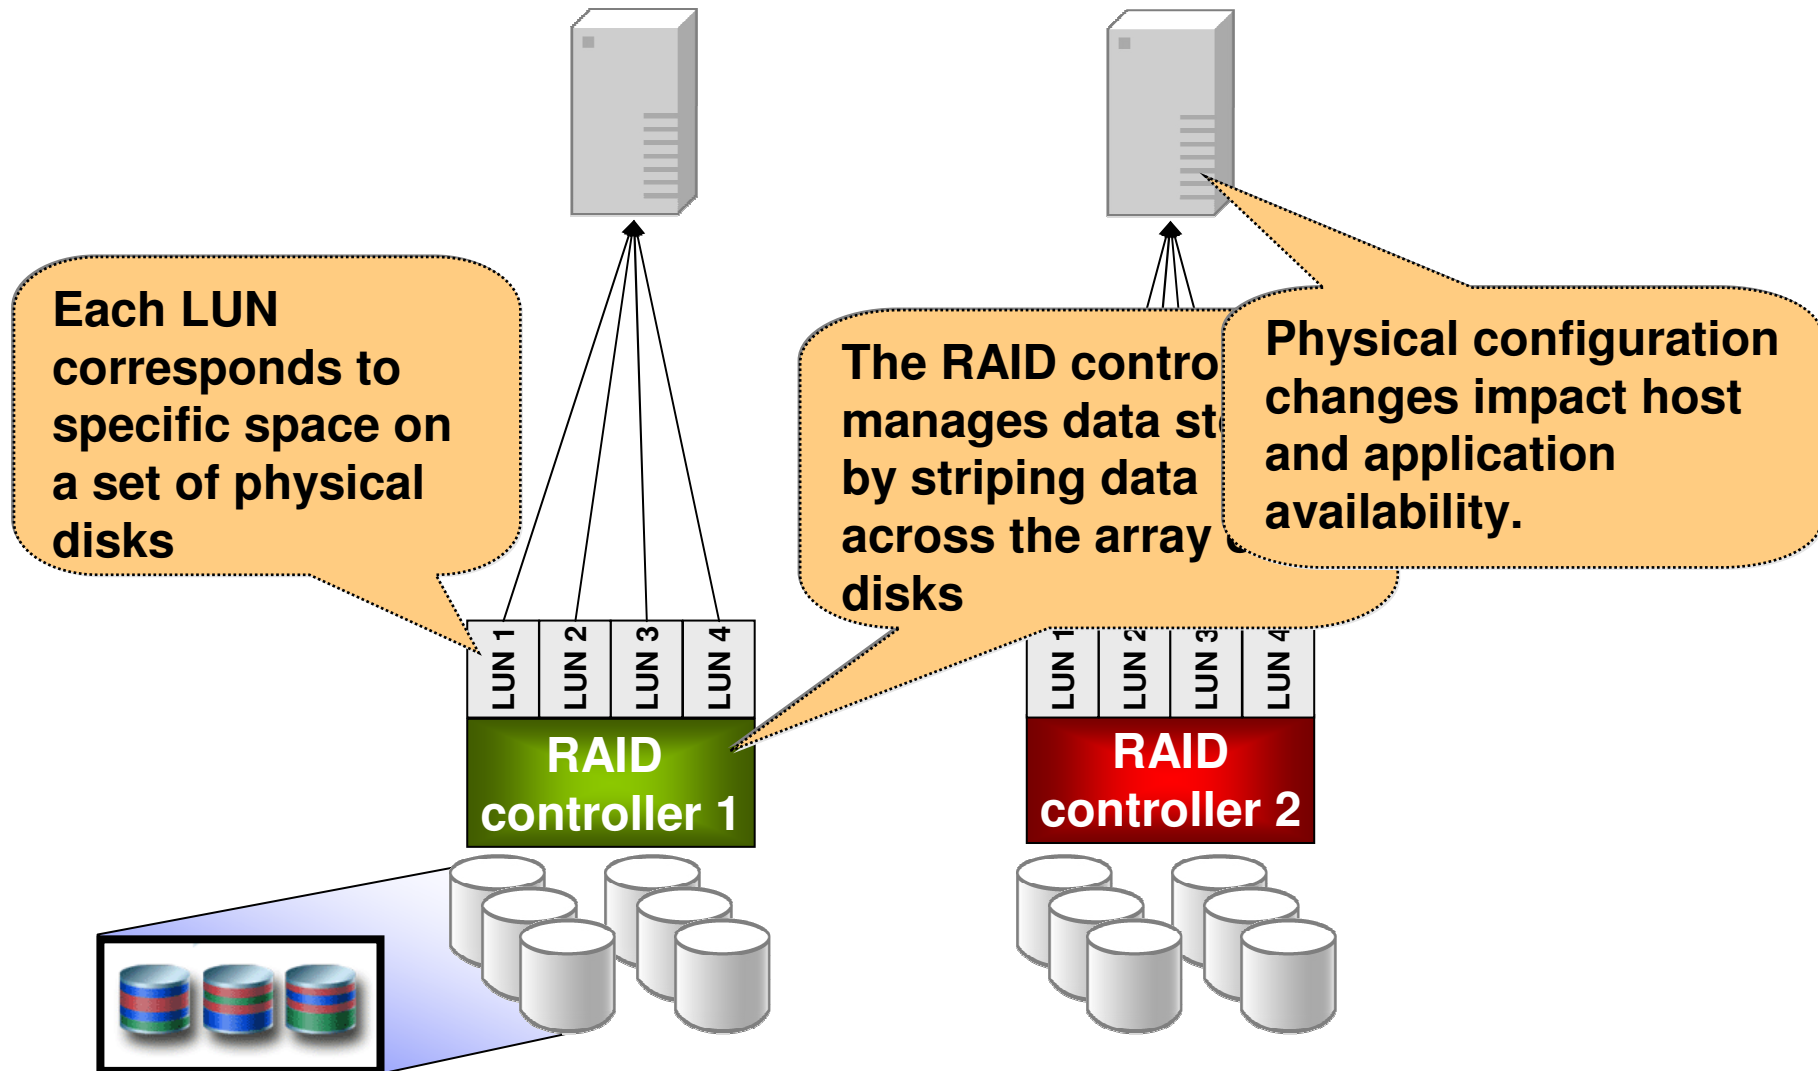 Each LUN
corresponds to
specific space on
a set of physical
disks
The RAID
manages data
by striping data
across the array
disks
Physical configuration
changes impact host
and application
availability.
LUN 1
LUN 2
LUN 3
LUN 4
RAID
controller 1
LUN 1
LUN 2
LUN 3
LUN 4
RAID
controller 2